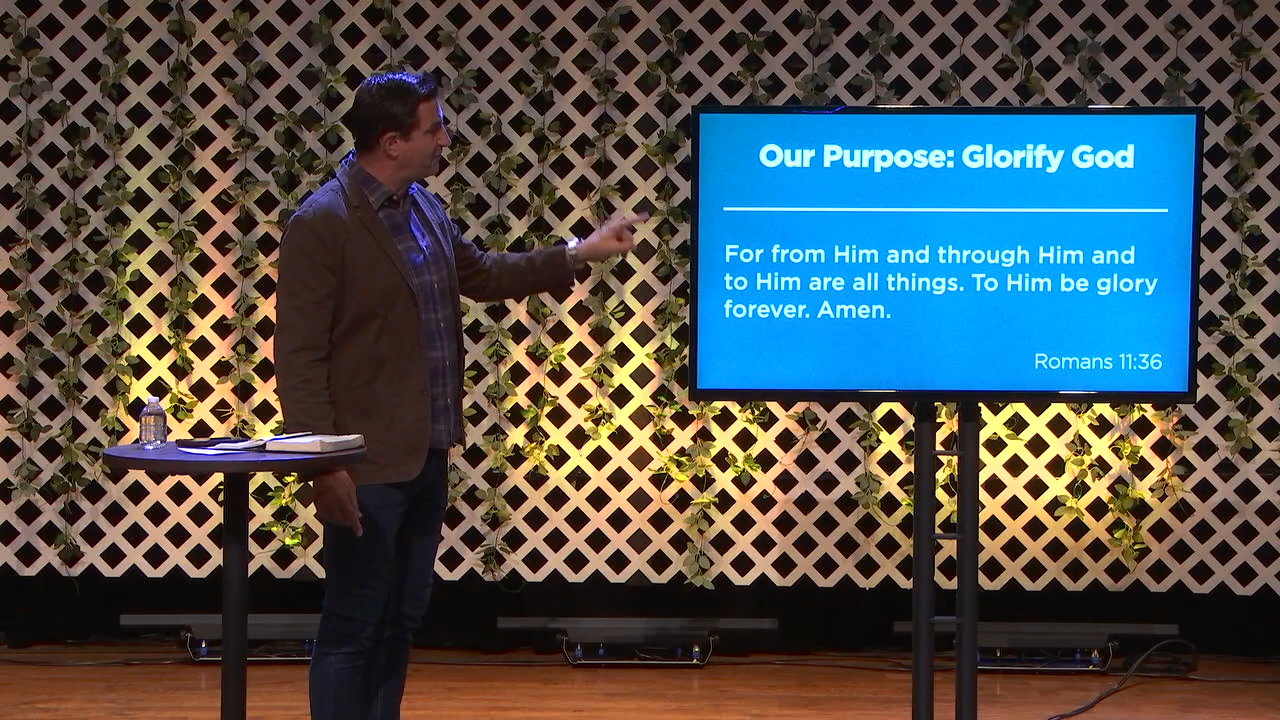 Our Purpose: Glorify God
For from Him and through Him and
to Him are all things. To Him be glory
forever. Amen.
Romans 11:36